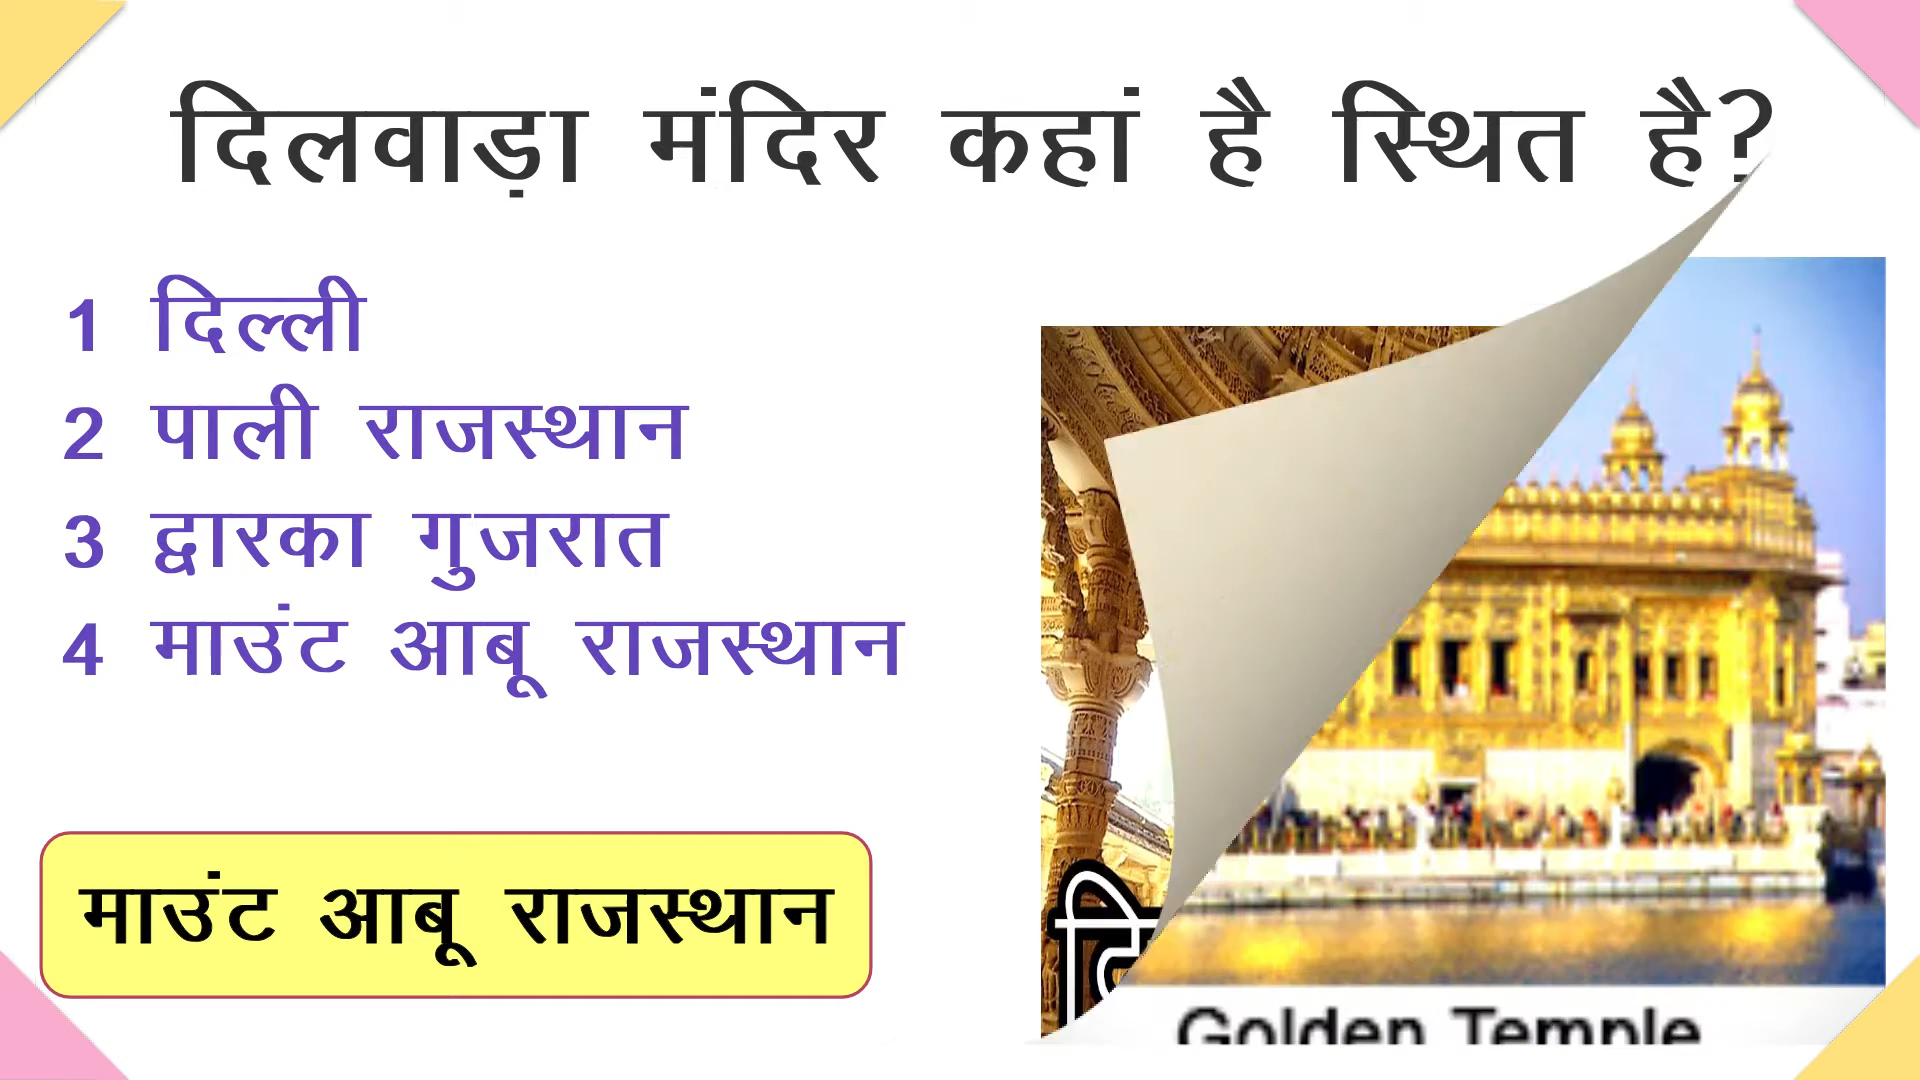 दिलवाड़ा मंदिर कहां है स्थित है?
1 दिल्ली
2 पाली राजस्थान
3 द्वारका गुजरात
4 माउंट आबू राजस्थान
माउंट आबू राजस्थान
Golden Temple